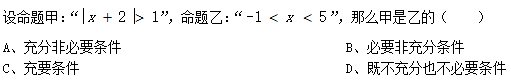 设命题甲：“|x + 2|> 1”，命题乙：“-1 < x < 5”，那么甲是乙的（　　）
A、充分非必要条件　　B、必要非充分条件
C、充要条件　　D、既不充分也不必要条件